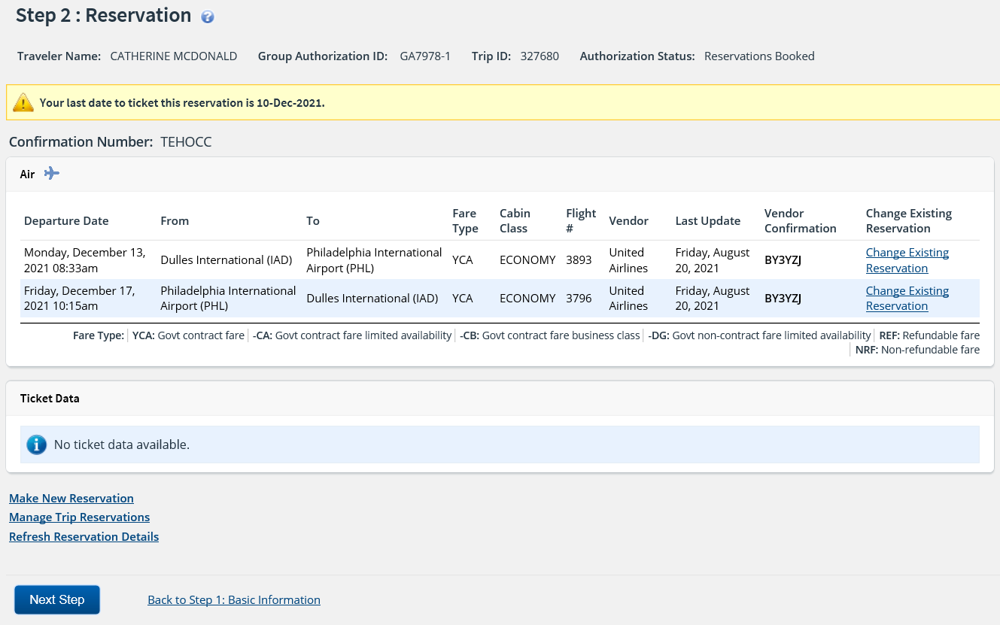 Step 2 : Reservation ?
Traveler Name: CATHERINE MCDONALD Group Authorization ID: GA7978-1 Trip ID: 327680 Authorization Status: Reservations Booked
Your last date to ticket this reservation is 10-Dec-2021.
Confirmation Number: TEHOCC
Air
Departure Date From To Fare Type Cabin Class Flight # Vendor Last Update Vendor Confirmation Change Existing Reservation
Monday, December 13, 2021 08:33am Dulles International (IAD) Philadelphia International Airport (PHL) YCA ECONOMY 3893 United Airlines Friday, August 20, 2021 BY3YZJ Change Existing Reservation
Friday, December 17, 2021 10:15am Philadelphia International Airport (PHL) Dulles International (IAD) YCA ECONOMY 3796 United Airlines Friday, August 20, 2021 BY3YZJ Change Existing Reservation
Fare Type: YCA: Govt contract fare -CA: Govt contract fare limited availability -CB: Govt contract fare business class -DG: Govt non-contract fare limited availability REF: Refundable fare
NRF: Non-refundable fare
Ticket Data
No ticket data available.
Make New Reservation
Manage Trip Reservations
Refresh Reservation Details
Next Step Back to Step 1: Basic Information